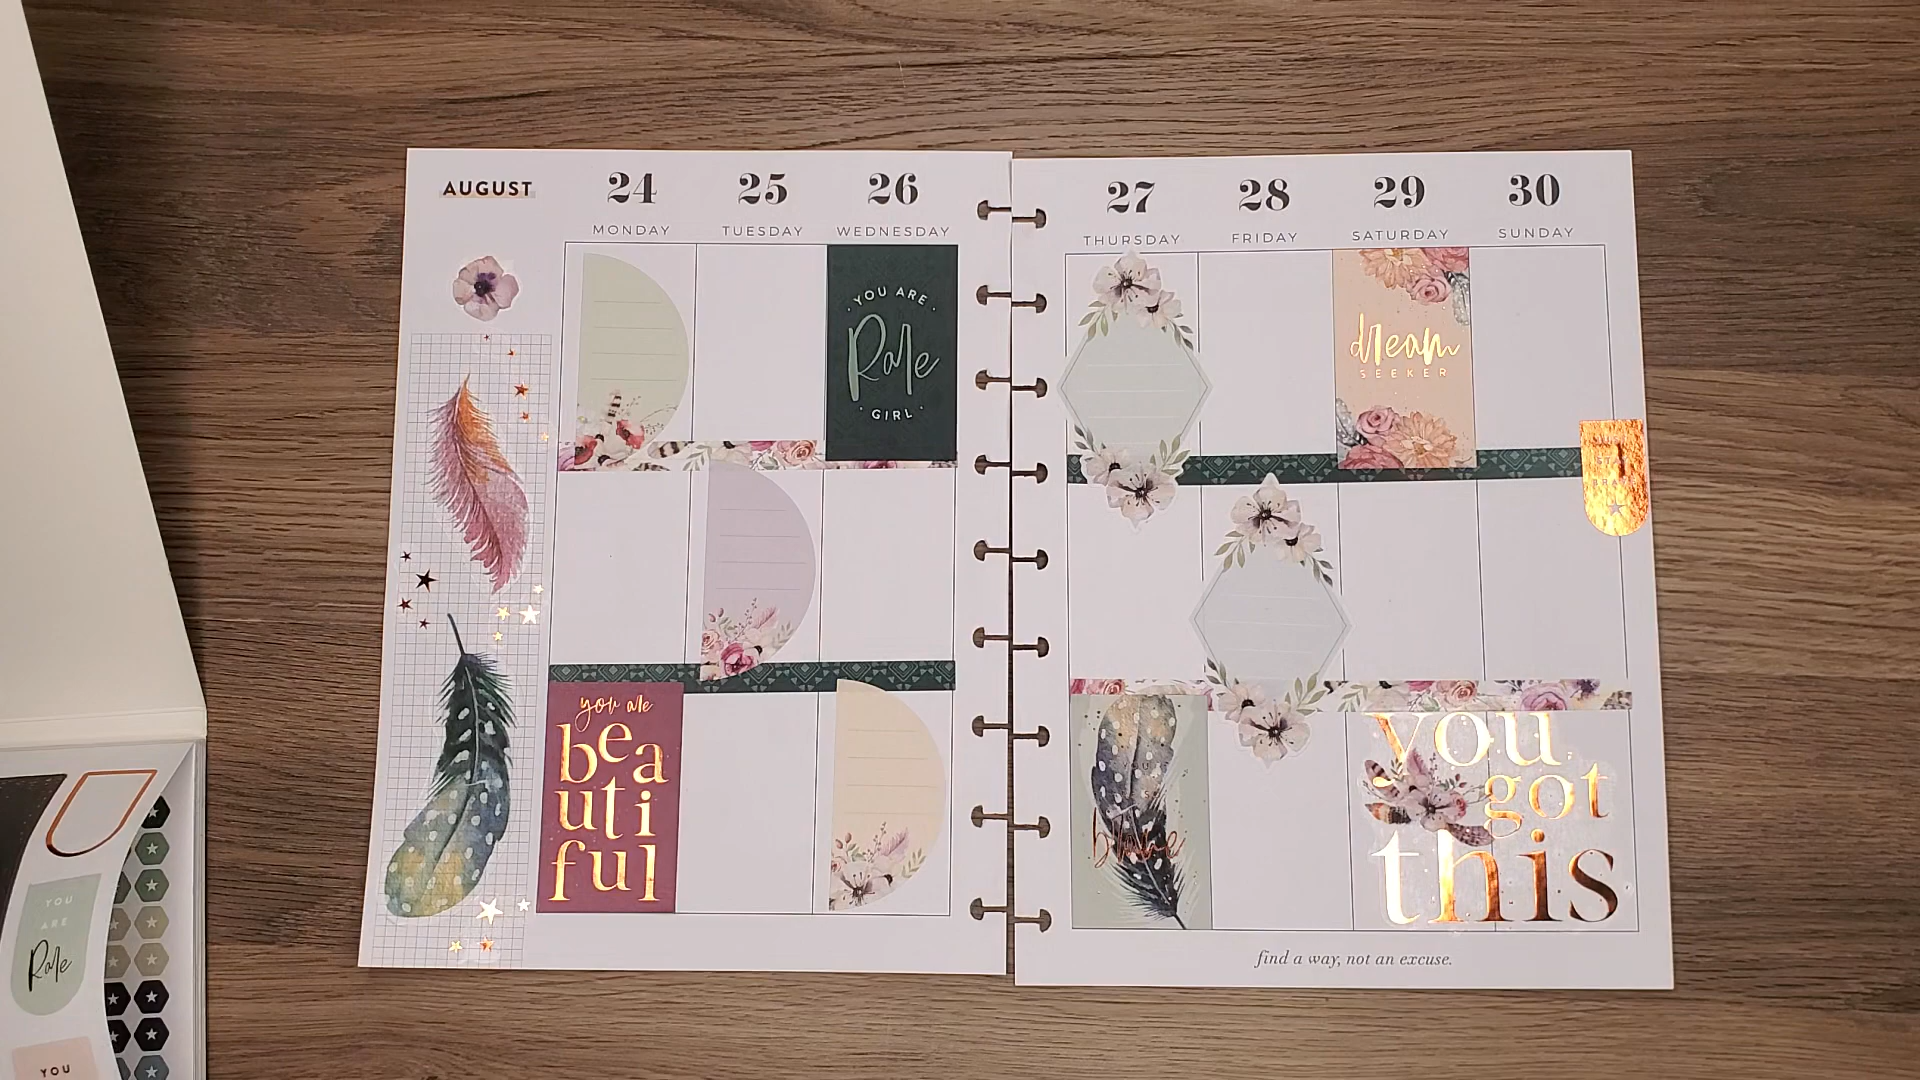 AUGUST
24 25 26
MONDAY TUESDAY WEDNESDAY
27 28 29 30
THURSDAY FRIDAY SATURDAY SUNDAY
YOU ARE
Rare
GIRL
dream
SEEKER
you are
bea
uti
ful
you
got
this
find a way, not an excuse.
YOU
ARE
Rare
YOU